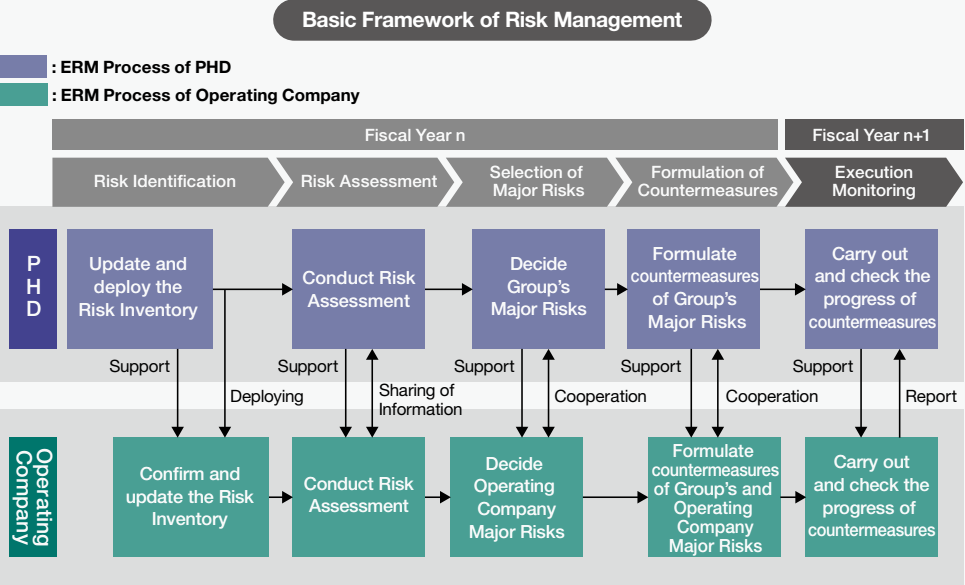 Basic Framework of Risk Management
: ERM Process of PHD
: ERM Process of Operating Company
Fiscal Year n
Fiscal Year n+1
Risk Identification
Risk Assessment
Selection of
Major Risks
Formulation of
Countermeasures
Execution
Monitoring
P
H
D
Update and
deploy the
Risk Inventory
Conduct Risk
Assessment
Decide
Group's
Major Risks
Formulate
countermeasures
of Group's
Major Risks
Carry out
and check the
progress of
countermeasures
Support
Deploying
Support
Sharing of
Information
Support
Cooperation
Support
Cooperation
Support
Report
Operating
Company
Confirm and
update the Risk
Inventory
Conduct Risk
Assessment
Decide
Operating
Company
Major Risks
Formulate
countermeasures
of Group's and
Operating
Company
Major Risks
Carry out
and check the
progress of
countermeasures